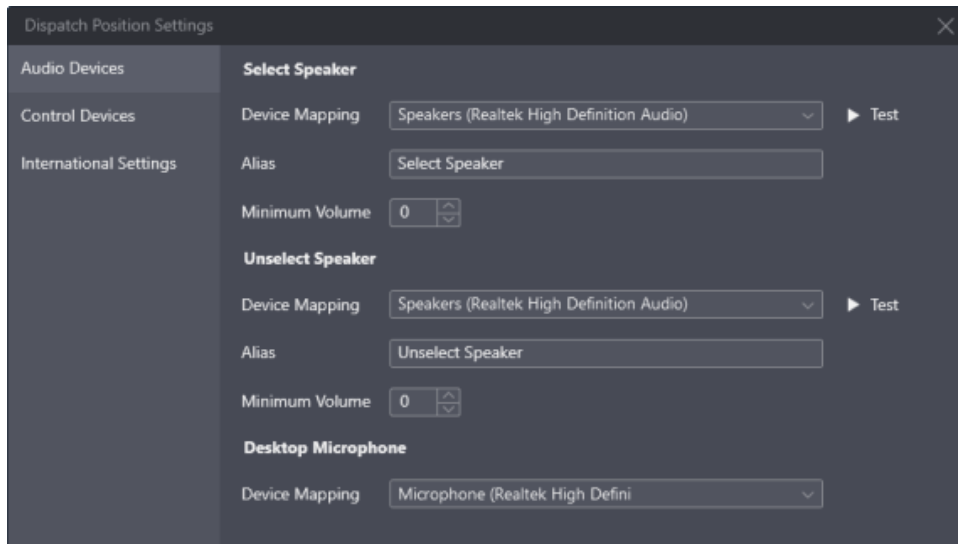 Dispatch Position Settings
Audio Devices
Control Devices
International Settings
Select Speaker
Device Mapping Speakers (Realtek High Definition Audio) Test
Alias Select Speaker
Minimum Volume 0
Unselect Speaker
Device Mapping Speakers (Realtek High Definition Audio) Test
Alias Unselect Speaker
Minimum Volume 0
Desktop Microphone
Device Mapping Microphone (Realtek High Defini